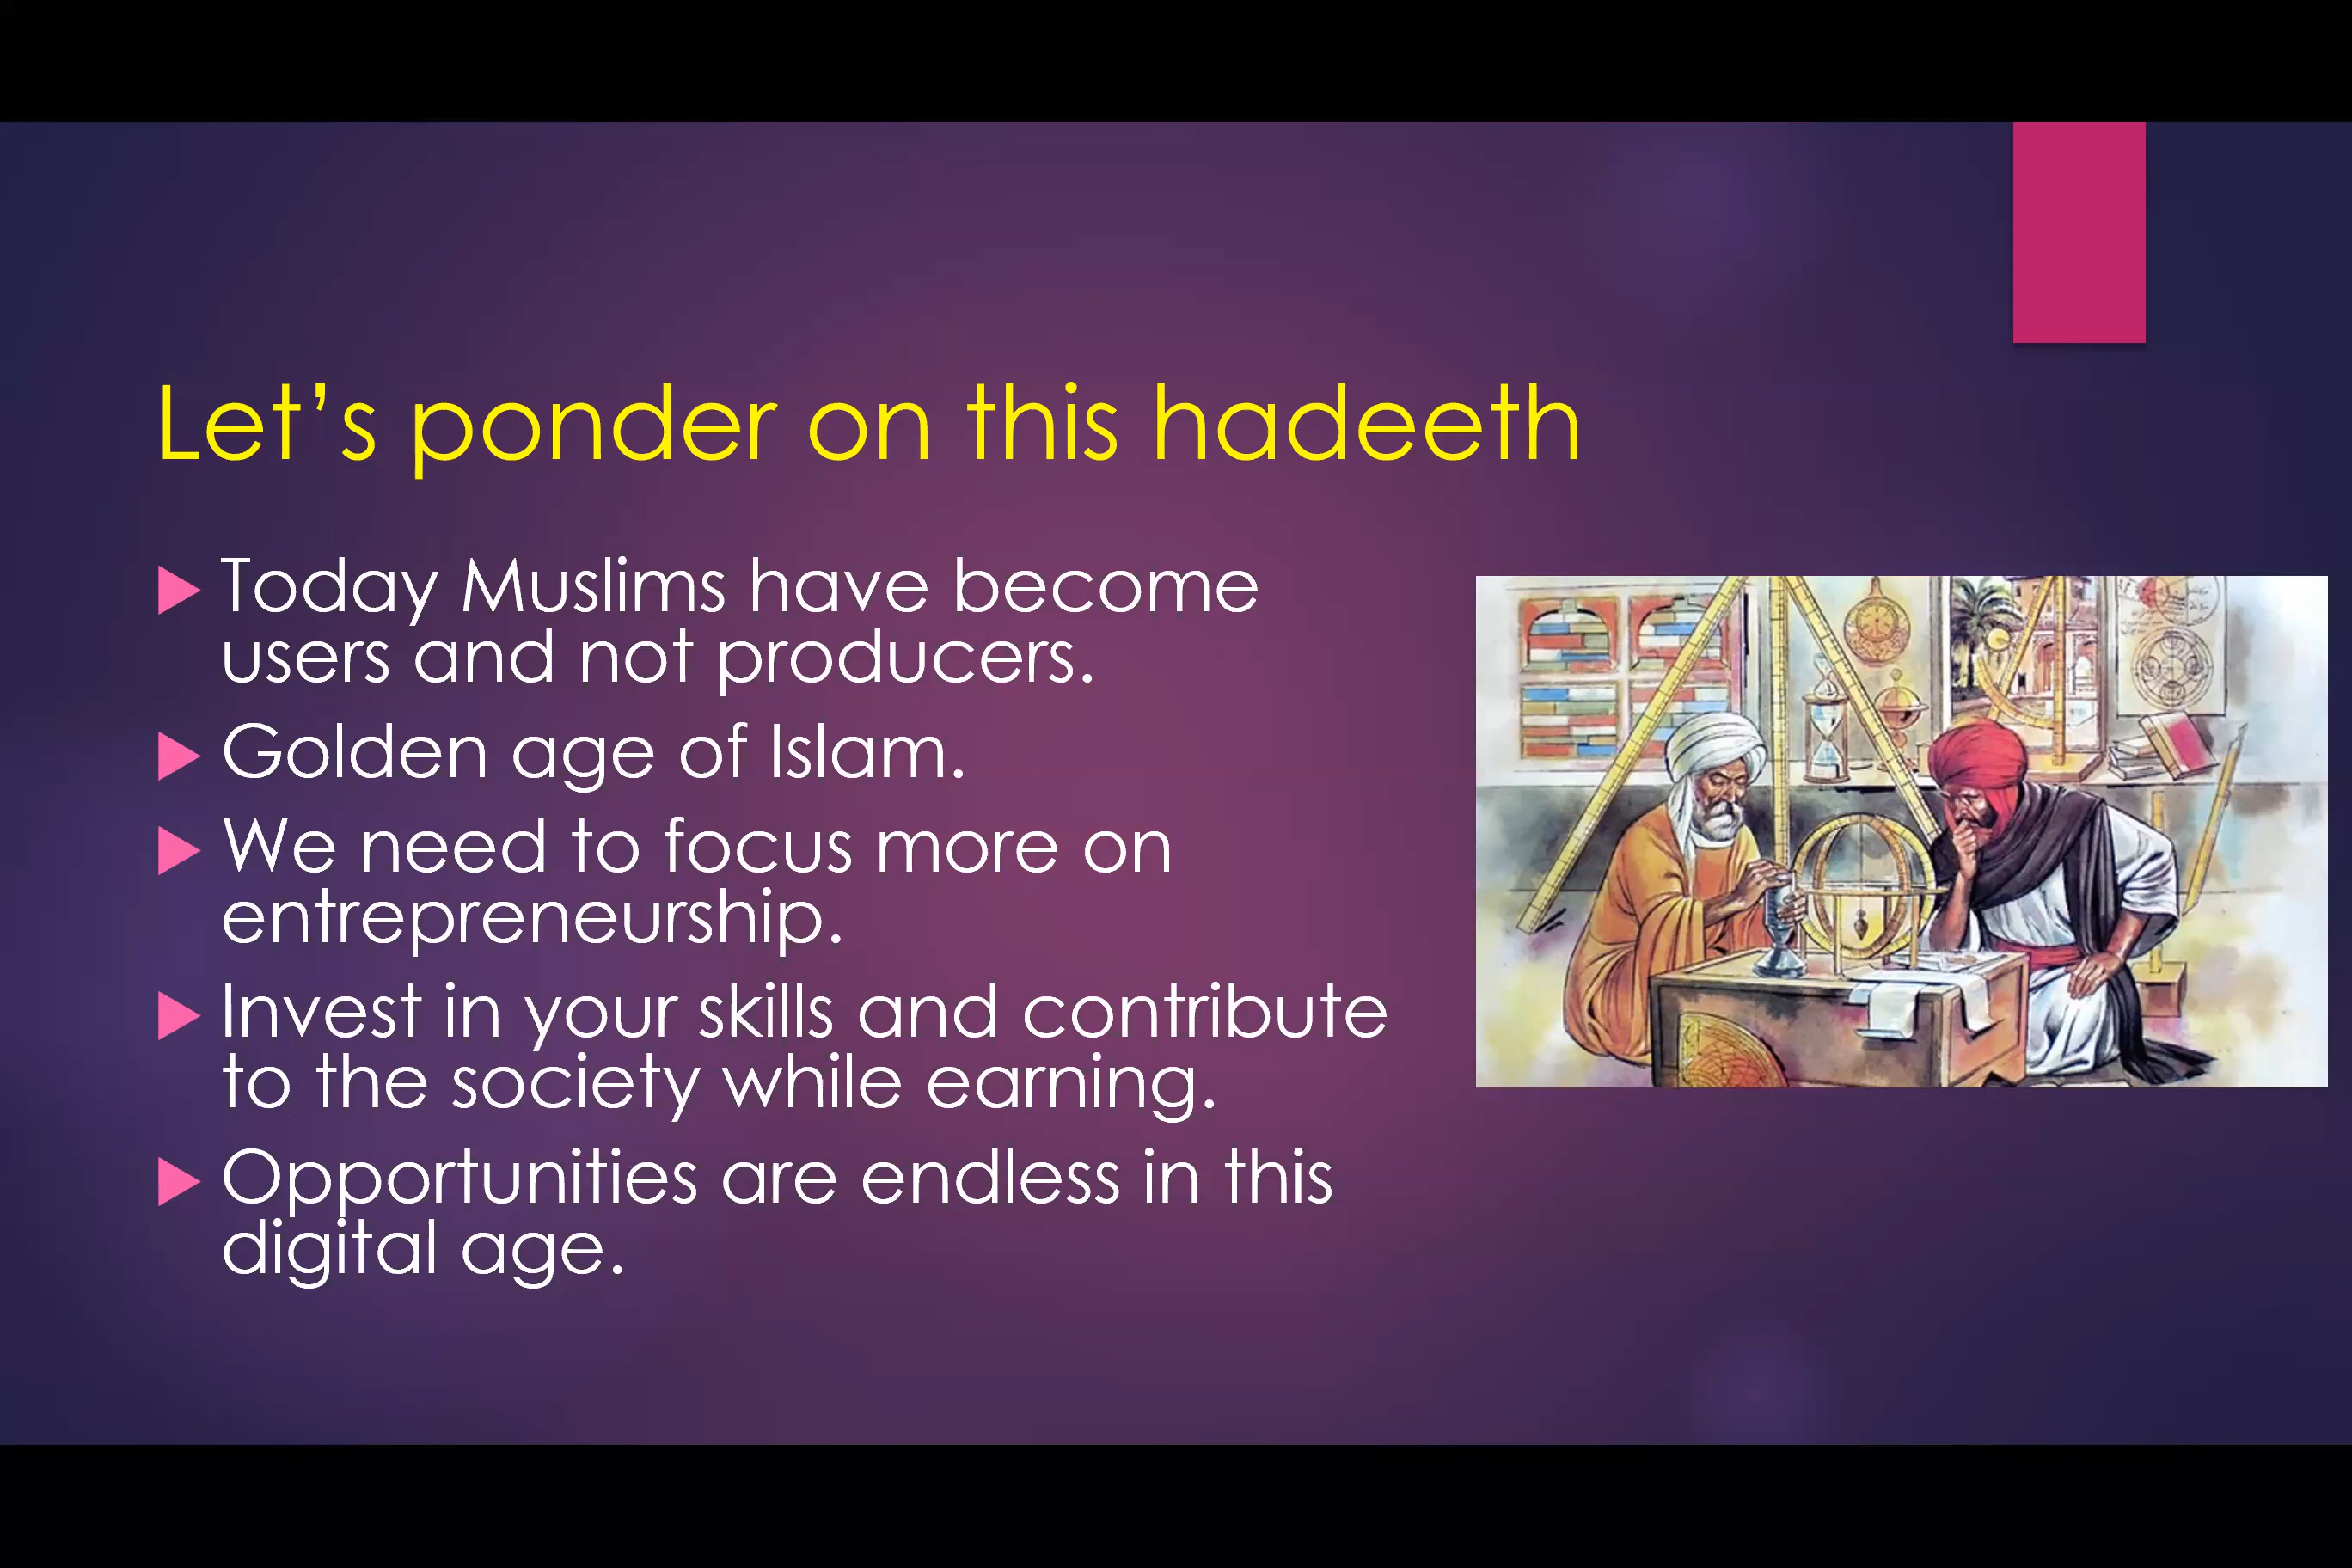 Let’s ponder on this hadeeth
Today Muslims have become
users and not producers.
Golden age of Islam.
We need to focus more on
entrepreneurship.
Invest in your skills and contribute
to the society while earning.
Opportunities are endless in this
digital age.